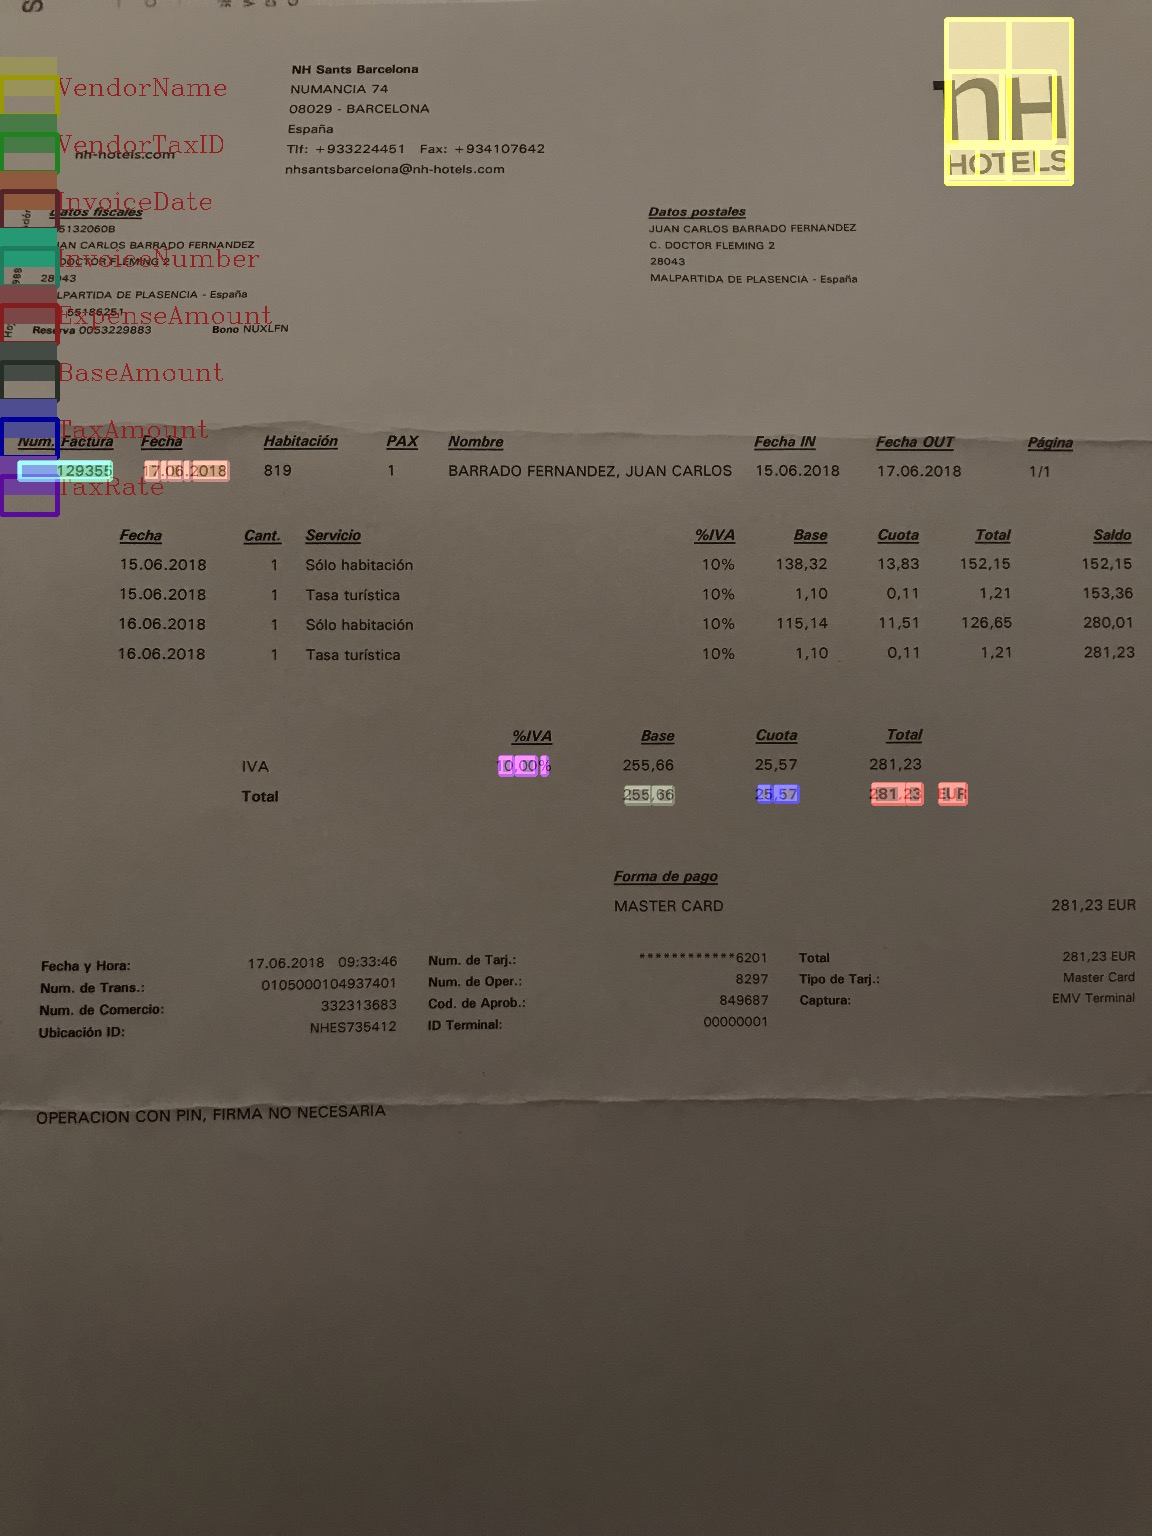 nH
HOTELS
NH Sants Barcelona
NUMANCIA 74
08029 - BARCELONA
España
Tlf: +933224451 Fax: +934107642
nhsantsbarcelona@nh-hotels.com
nh-hotels.com
VendorName
VendorTaxID
InvoiceDate
InvoiceNumber
ExpenseAmount
BaseAmount
TaxAmount
TaxRate
Datos fiscales
5132060B
JUAN CARLOS BARRADO FERNANDEZ
DOCTOR FLEMING 2
28043
MALPARTIDA DE PLASENCIA - España
55186251
Reserva 0053229883 Bono NUXLFN
Datos postales
JUAN CARLOS BARRADO FERNANDEZ
C. DOCTOR FLEMING 2
28043
MALPARTIDA DE PLASENCIA - España
Num. Factura Fecha Habitación PAX Nombre Fecha IN Fecha OUT Página
129355 17.06.2018 819 1 BARRADO FERNANDEZ, JUAN CARLOS 15.06.2018 17.06.2018 1/1
Fecha Cant. Servicio %IVA Base Cuota Total Saldo
15.06.2018 1 Sólo habitación 10% 138,32 13,83 152,15 152,15
15.06.2018 1 Tasa turística 10% 1,10 0,11 1,21 153,36
16.06.2018 1 Sólo habitación 10% 115,14 11,51 126,65 280,01
16.06.2018 1 Tasa turística 10% 1,10 0,11 1,21 281,23
%IVA Base Cuota Total
IVA 10,00% 255,66 25,57 281,23
Total 255,66 25,57 281,23 EUR
Forma de pago
MASTER CARD 281,23 EUR
Fecha y Hora: 17.06.2018 09:33:46 Num. de Tarj.: ************6201 Total 281,23 EUR
Num. de Trans.: 0105000104937401 Num. de Oper.: 8297 Tipo de Tarj.: Master Card
Num. de Comercio: 332313683 Cod. de Aprob.: 849687 Captura: EMV Terminal
Ubicación ID: NHES735412 ID Terminal: 00000001
OPERACION CON PIN, FIRMA NO NECESARIA